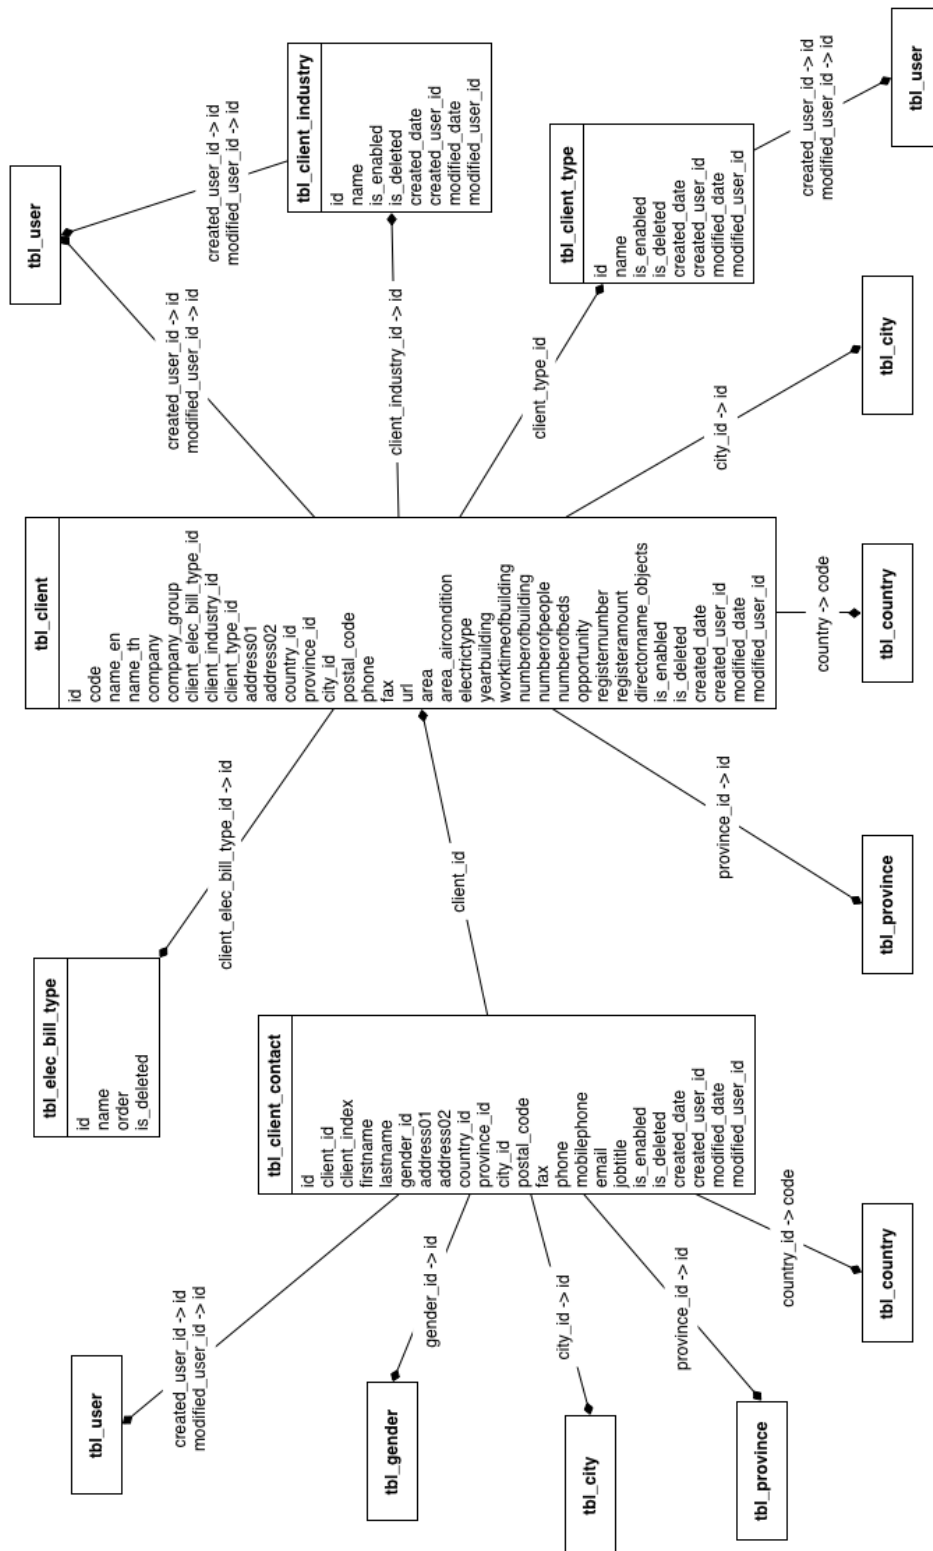 tbl_user
created_user_id -> id
modified_user_id -> id
tbl_gender
gender_id -> id
tbl_city
city_id -> id
tbl_province
province_id -> id
tbl_country
country_id -> code
tbl_client_contact
id
client_id
client_index
firstname
lastname
gender_id
address01
address02
country_id
province_id
city_id
postal_code
fax
phone
mobilephone
email
jobtitle
is_enabled
is_deleted
created_date
created_user_id
modified_date
modified_user_id
client_id
tbl_elec_bill_type
id
name
order
is_deleted
client_elec_bill_type_id -> id
tbl_province
province_id -> id
tbl_country
country -> code
tbl_client
id
code
name_en
name_th
company
company_group
client_elec_bill_type_id
client_industry_id
client_type_id
address01
address02
country_id
province_id
city_id
postal_code
phone
fax
url
area
area_aircondition
electrictype
yearbuilding
worktimeofbuilding
numberofbuilding
numberofpeople
numberofbeds
opportunity
registernumber
registeramount
directorname_objects
is_enabled
is_deleted
created_date
created_user_id
modified_date
modified_user_id
created_user_id -> id
modified_user_id -> id
client_industry_id -> id
client_type_id
city_id -> id
tbl_city
tbl_user
created_user_id -> id
modified_user_id -> id
tbl_client_industry
id
name
is_enabled
is_deleted
created_date
created_user_id
modified_date
modified_user_id
tbl_client_type
id
name
is_enabled
is_deleted
created_date
created_user_id
modified_date
modified_user_id
created_user_id -> id
modified_user_id -> id
tbl_user